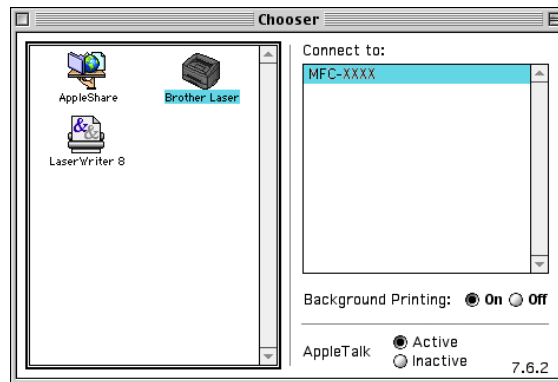 Chooser
AppleShare
Brother Laser
LaserWriter 8
Connect to:
MFC-XXXX
Background Printing: On Off
AppleTalk Active
Inactive
7.6.2